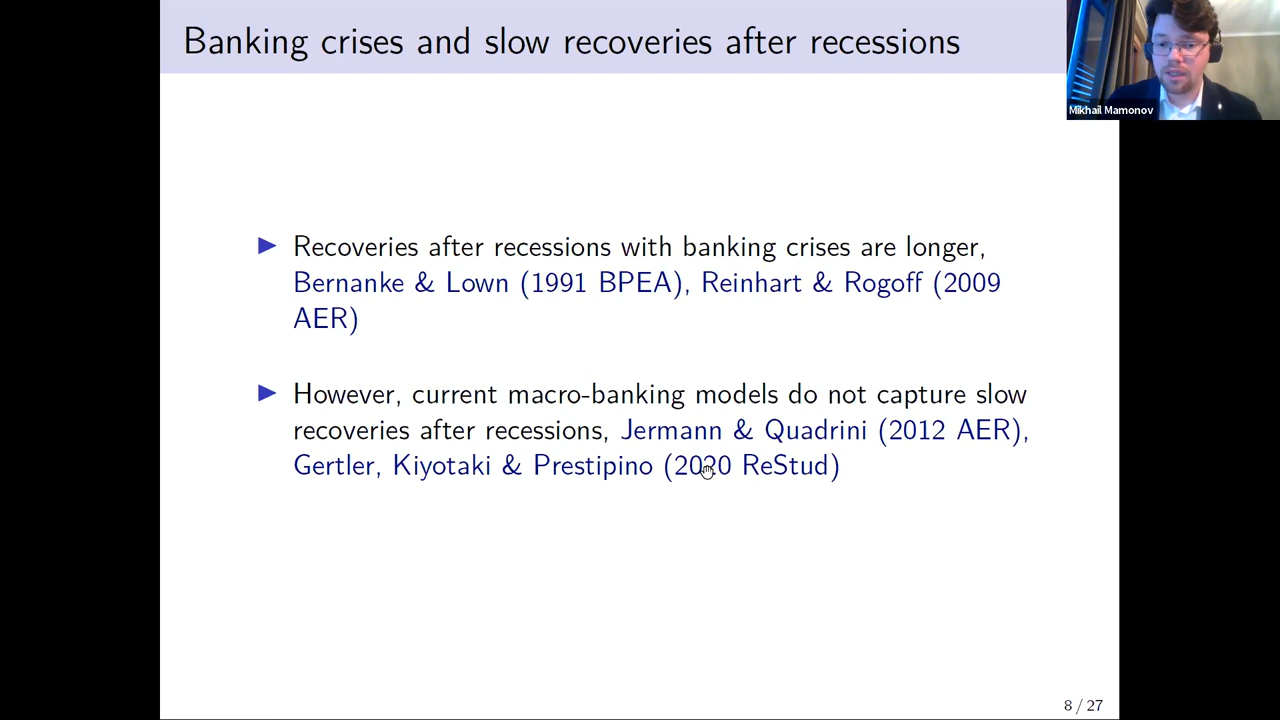 Banking crises and slow recoveries after recessions
Mikhail Mamonov
▶ Recoveries after recessions with banking crises are longer,
Bernanke & Lown (1991 BPEA), Reinhart & Rogoff (2009
AER)
▶ However, current macro-banking models do not capture slow
recoveries after recessions, Jermann & Quadrini (2012 AER),
Gertler, Kiyotaki & Prestipino (2020 ReStud)
8 / 27